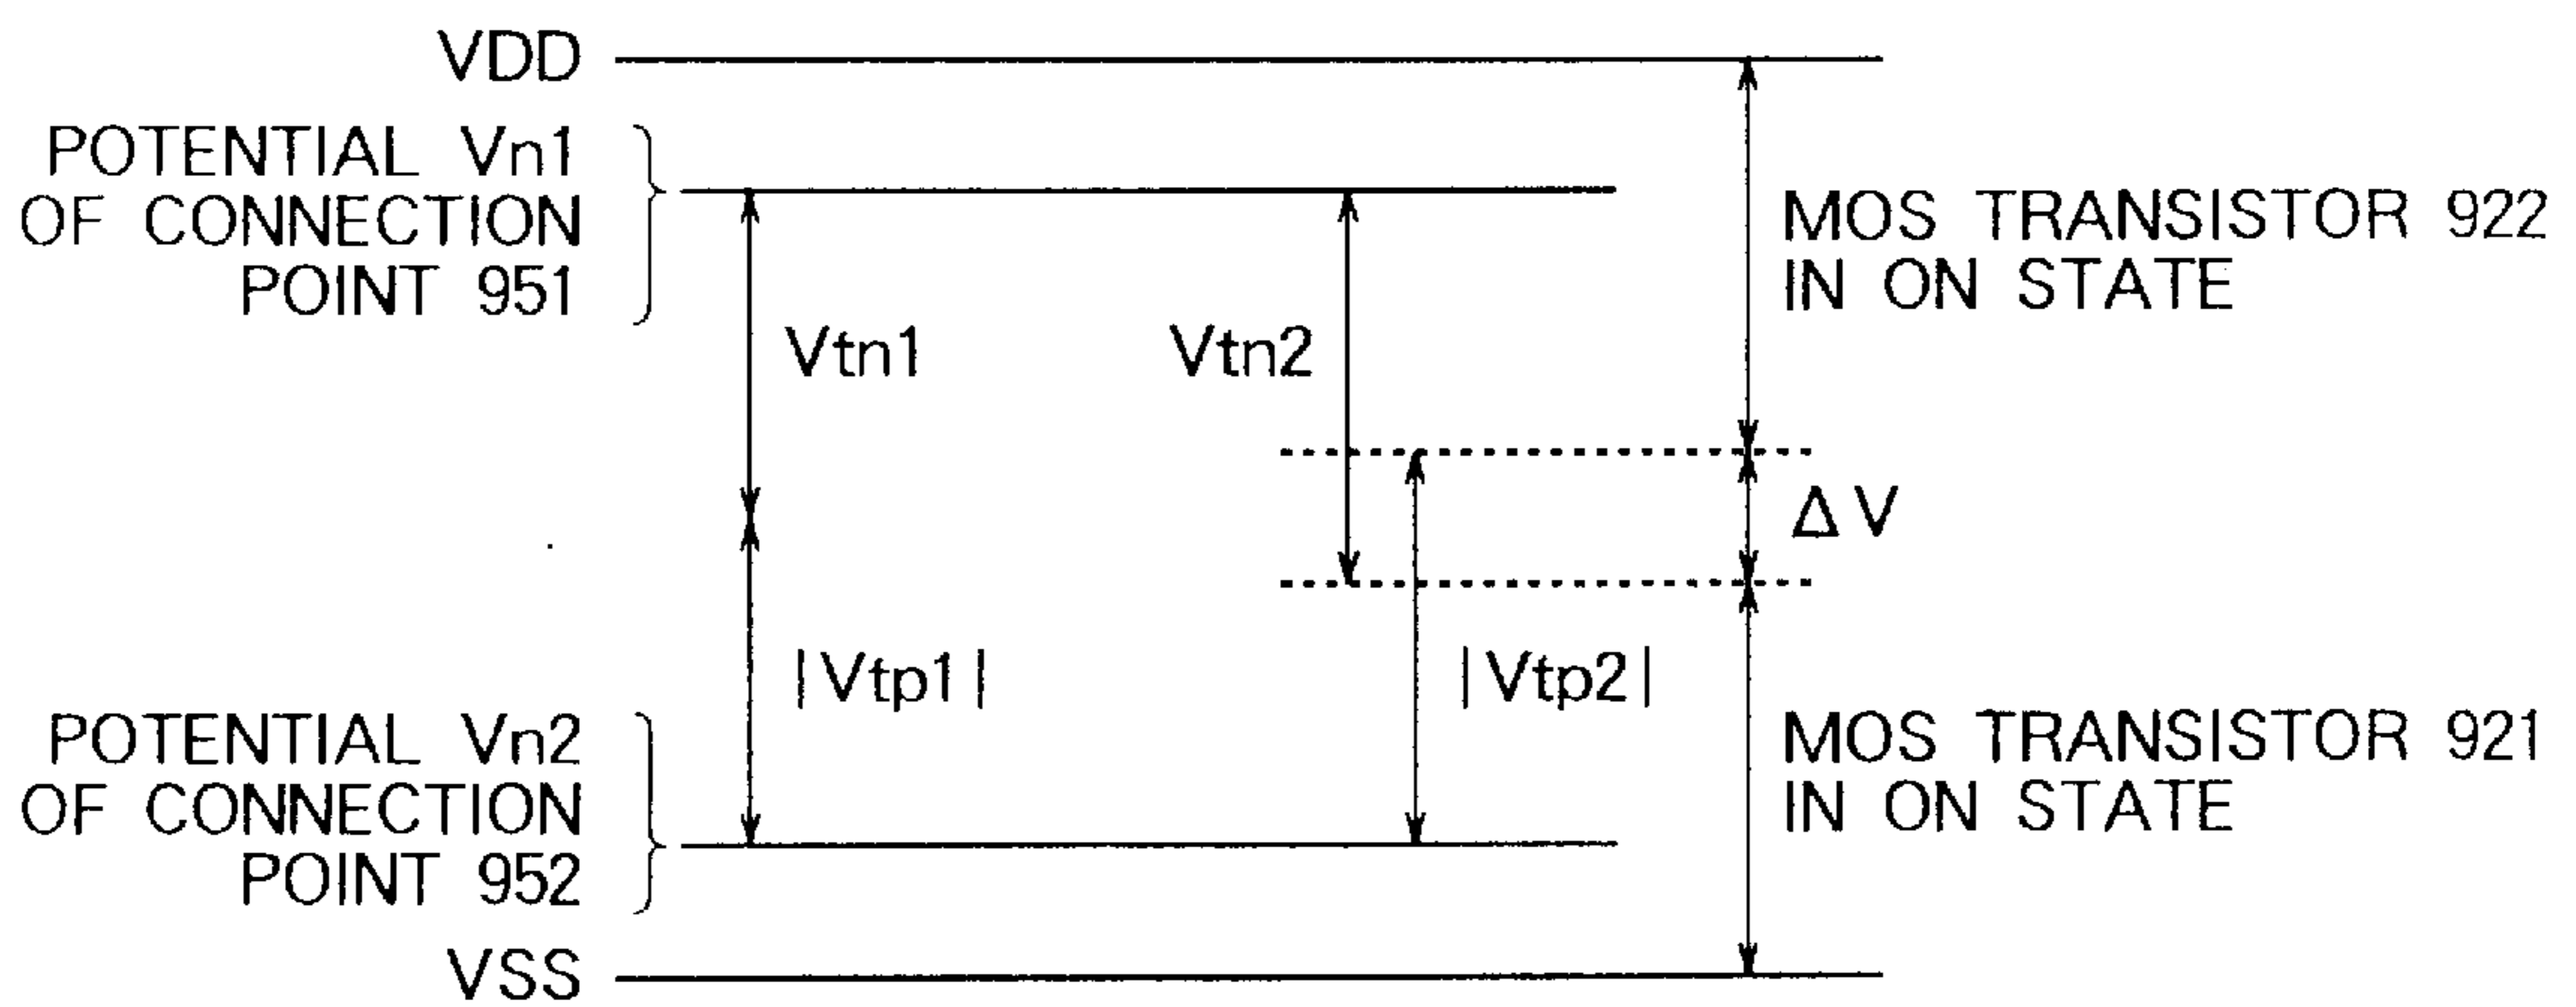 VDD
POTENTIAL Vn1
OF CONNECTION
POINT 951
MOS TRANSISTOR 922
IN ON STATE
Vtn1
Vtn2
ΔV
|Vtp1|
|Vtp2|
POTENTIAL Vn2
OF CONNECTION
POINT 952
MOS TRANSISTOR 921
IN ON STATE
VSS